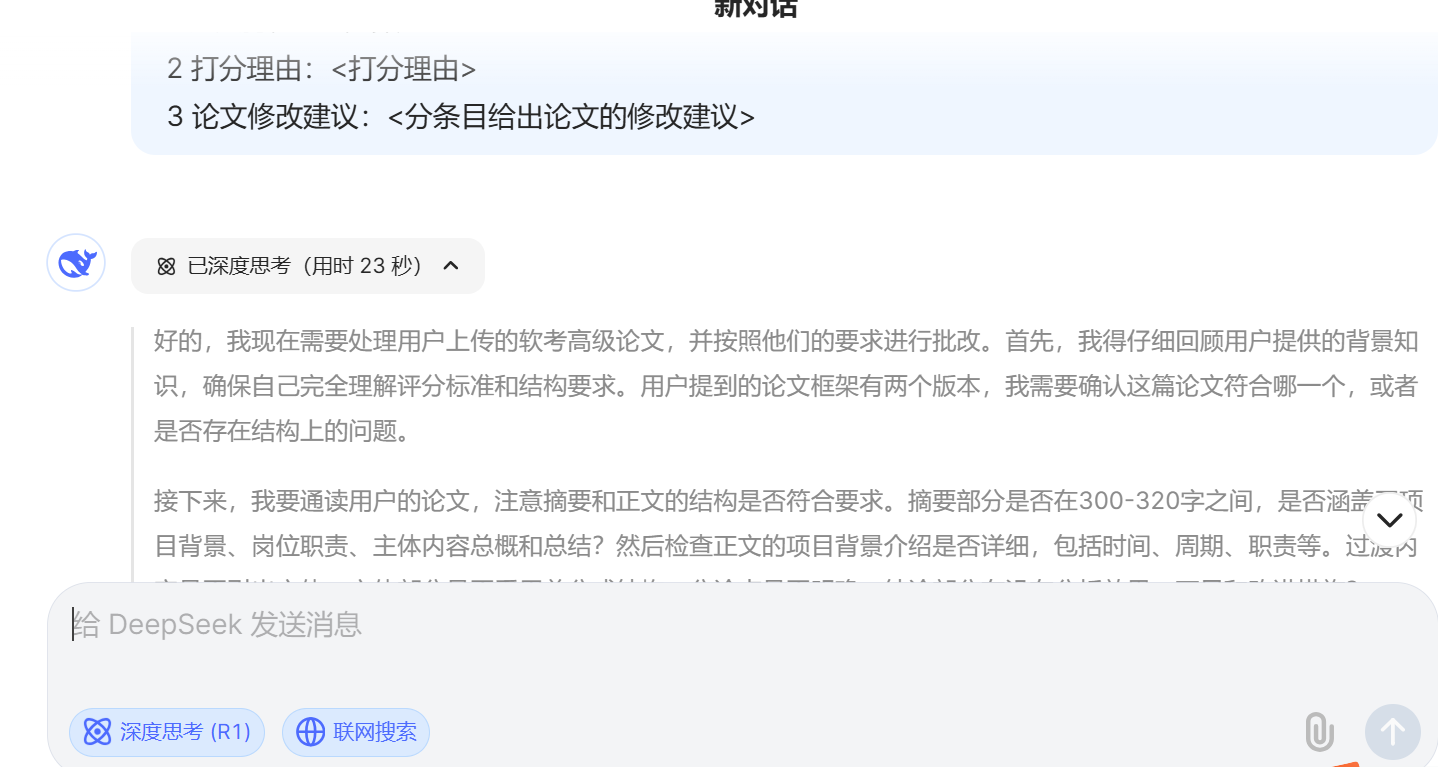 新对话
2 打分理由：<打分理由>
3 论文修改建议：<分条目给出论文的修改建议>
已深度思考（用时 23 秒）
好的，我现在需要处理用户上传的软考高级论文，并按照他们的要求进行批改。首先，我得仔细回顾用户提供的背景知
识，确保自己完全理解评分标准和结构要求。用户提到的论文框架有两个版本，我需要确认这篇论文符合哪一个，或者
是否存在结构上的问题。
接下来，我要通读用户的论文，注意摘要和正文的结构是否符合要求。摘要部分是否在300-320字之间，是否涵盖项
目背景、岗位职责、主体内容总概和总结？然后检查正文的项目背景介绍是否详细，包括时间、周期、职责等。过渡内
给 DeepSeek 发送消息
深度思考 (R1)
联网搜索